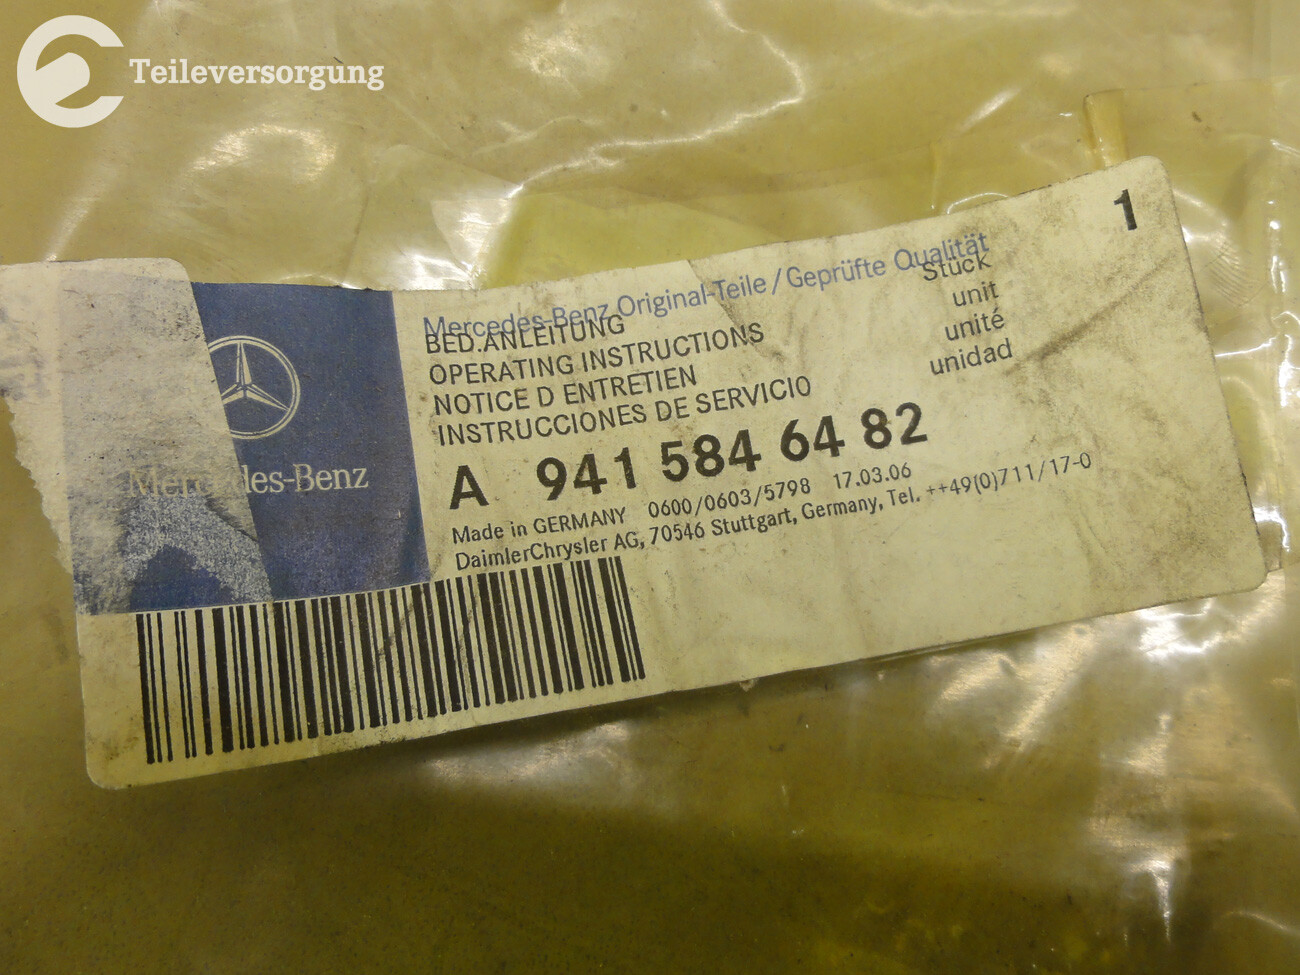 Teileversorgung
Mercedes-Benz Original-Teile / Geprüfte Qualität
1
BED.ANLEITUNG Stück
OPERATING INSTRUCTIONS unit
NOTICE D ENTRETIEN unité
INSTRUCCIONES DE SERVICIO unidad
Mercedes-Benz
A 941 584 64 82
Made in GERMANY 0600/0603/5798 17.03.06
DaimlerChrysler AG, 70546 Stuttgart, Germany, Tel. ++49(0)711/17-0